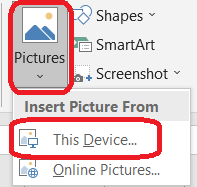 Shapes
Pictures
SmartArt
Screenshot
Insert Picture From
This Device...
Online Pictures...